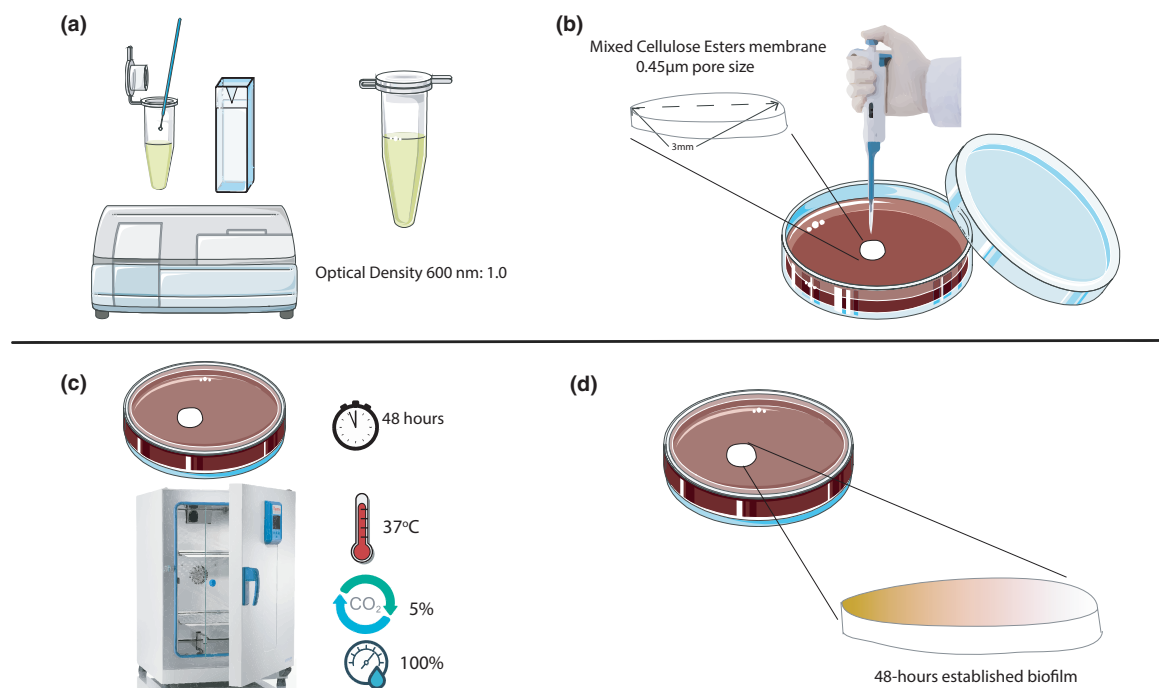 (a)
Optical Density 600 nm: 1.0
(b)
Mixed Cellulose Esters membrane
0.45µm pore size
3mm
(c)
48 hours
37ºC
CO₂
5%
100%
(d)
48-hours established biofilm